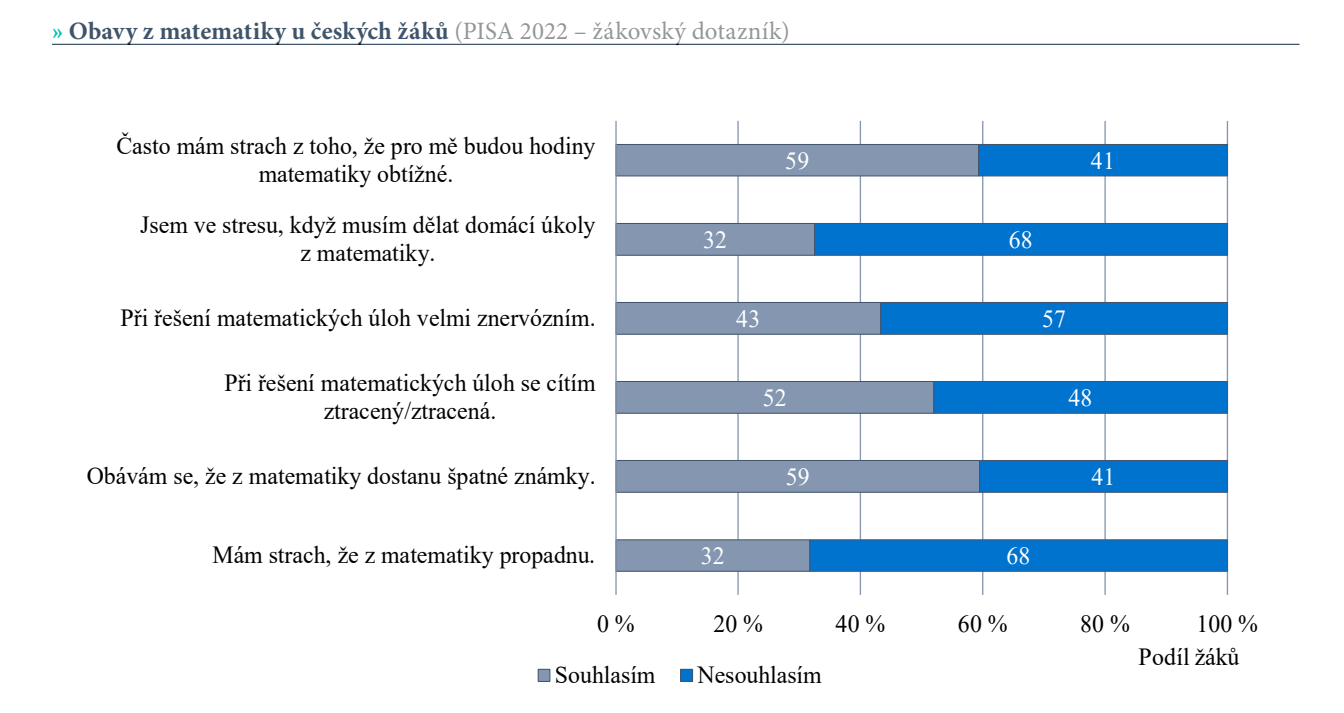 » Obavy z matematiky u českých žáků (PISA 2022 – žákovský dotazník)
Často mám strach z toho, že pro mě budou hodiny
matematiky obtížné.
59 41
Jsem ve stresu, když musím dělat domácí úkoly
z matematiky.
32 68
Při řešení matematických úloh velmi znervózním.
43 57
Při řešení matematických úloh se cítím
ztracený/ztracená.
52 48
Obávám se, že z matematiky dostanu špatné známky.
59 41
Mám strach, že z matematiky propadnu.
32 68
0 % 20 % 40 % 60 % 80 % 100 %
Podíl žáků
Souhlasím Nesouhlasím